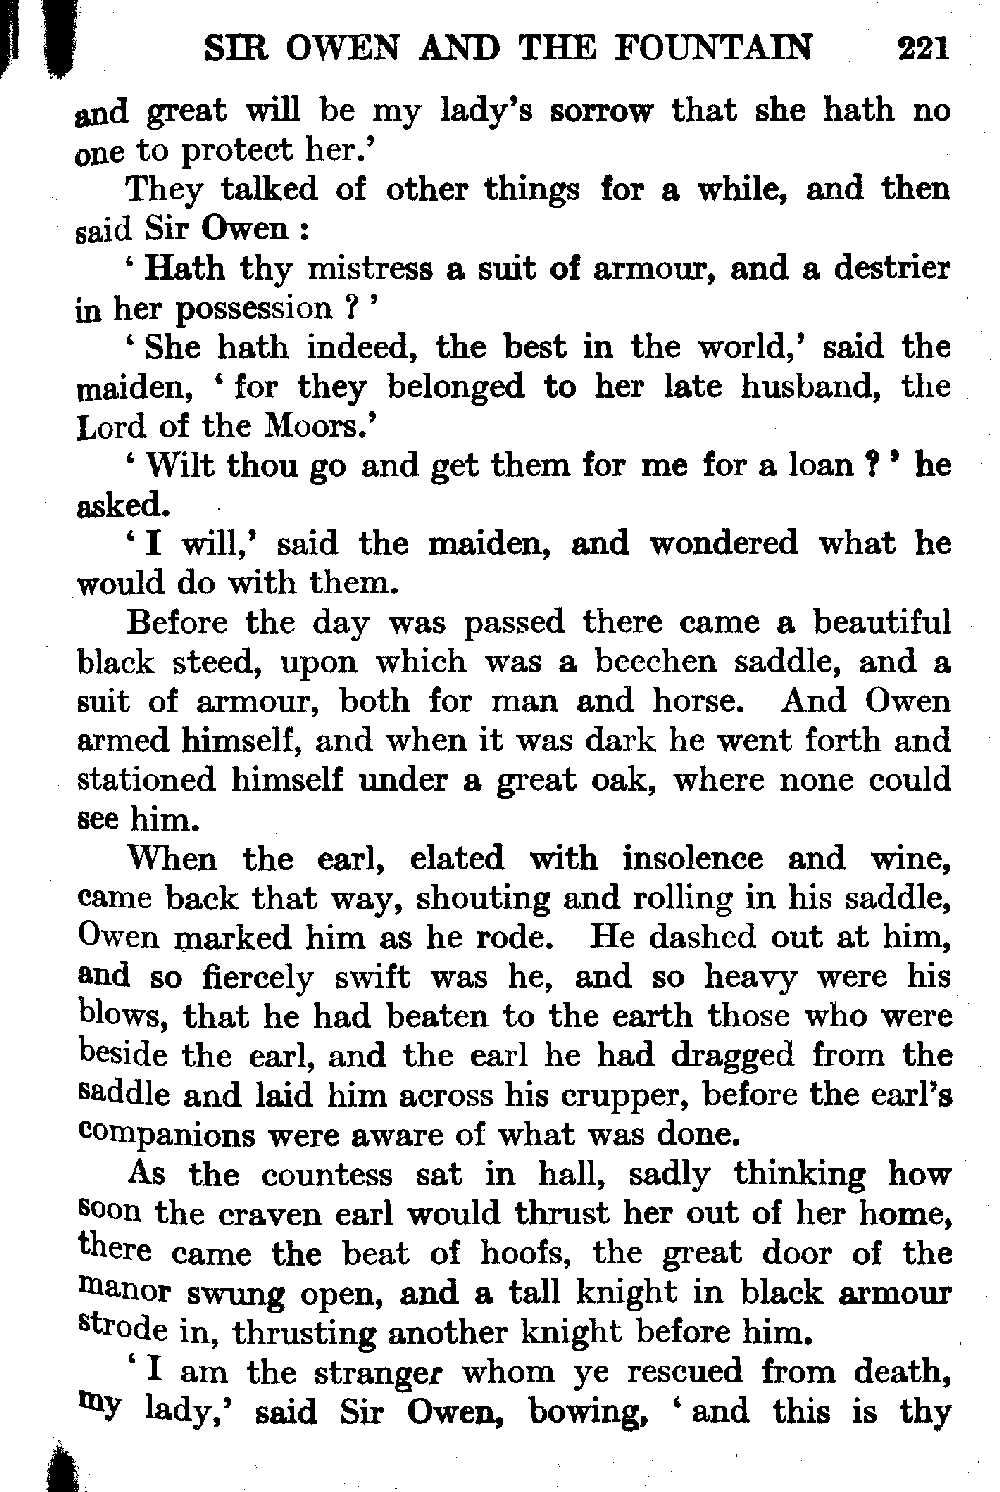 SIR OWEN AND THE FOUNTAIN 221
and great will be my lady's sorrow that she hath no
one to protect her.'
They talked of other things for a while, and then
said Sir Owen :
' Hath thy mistress a suit of armour, and a destrier
in her possession ? '
' She hath indeed, the best in the world,' said the
maiden, ' for they belonged to her late husband, the
Lord of the Moors.'
' Wilt thou go and get them for me for a loan ? ' he
asked.
' I will,' said the maiden, and wondered what he
would do with them.
Before the day was passed there came a beautiful
black steed, upon which was a beechen saddle, and a
suit of armour, both for man and horse. And Owen
armed himself, and when it was dark he went forth and
stationed himself under a great oak, where none could
see him.
When the earl, elated with insolence and wine,
came back that way, shouting and rolling in his saddle,
Owen marked him as he rode. He dashed out at him,
and so fiercely swift was he, and so heavy were his
blows, that he had beaten to the earth those who were
beside the earl, and the earl he had dragged from the
saddle and laid him across his crupper, before the earl's
companions were aware of what was done.
As the countess sat in hall, sadly thinking how
soon the craven earl would thrust her out of her home,
there came the beat of hoofs, the great door of the
manor swung open, and a tall knight in black armour
strode in, thrusting another knight before him.
' I am the stranger whom ye rescued from death,
my lady,' said Sir Owen, bowing, ' and this is thy